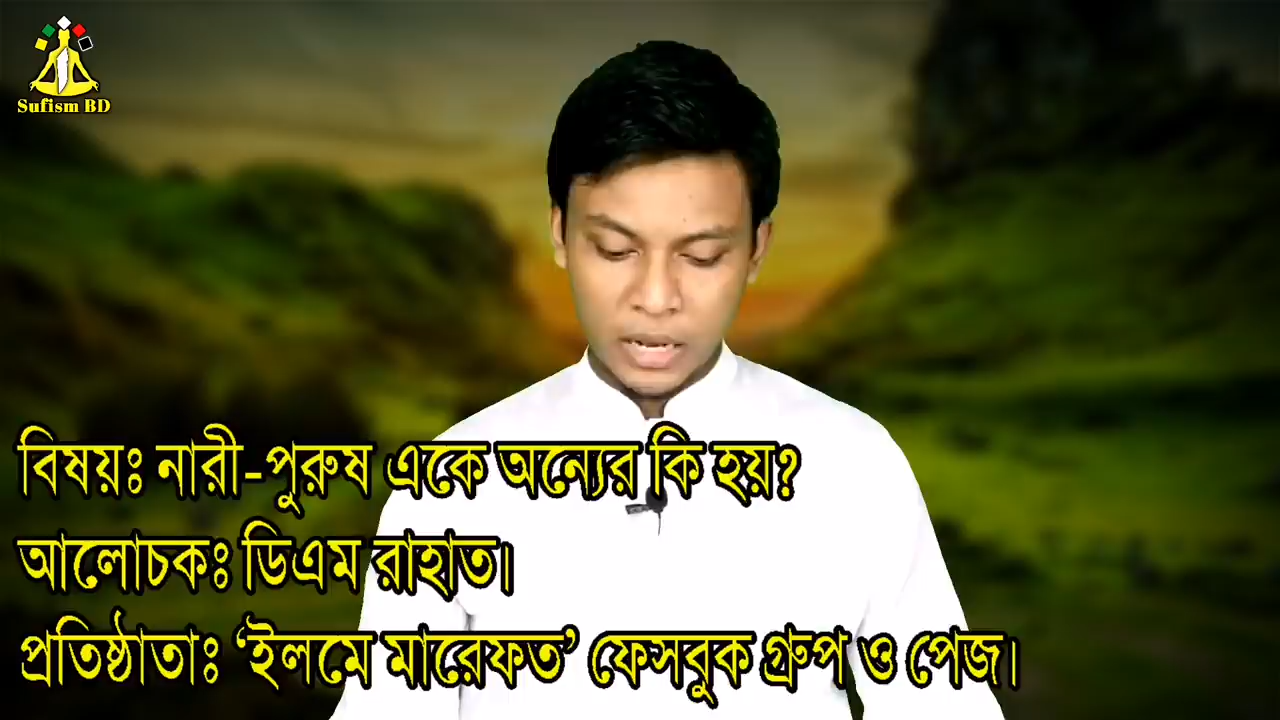 Sufism BD
বিষয়ঃ নারী-পুরুষ একে অন্যের কি হয়?
আলোচকঃ ডিএম রাহাত।
প্রতিষ্ঠাতাঃ ‘ইলমে মারেফত’ ফেসবুক গ্রুপ ও পেজ।